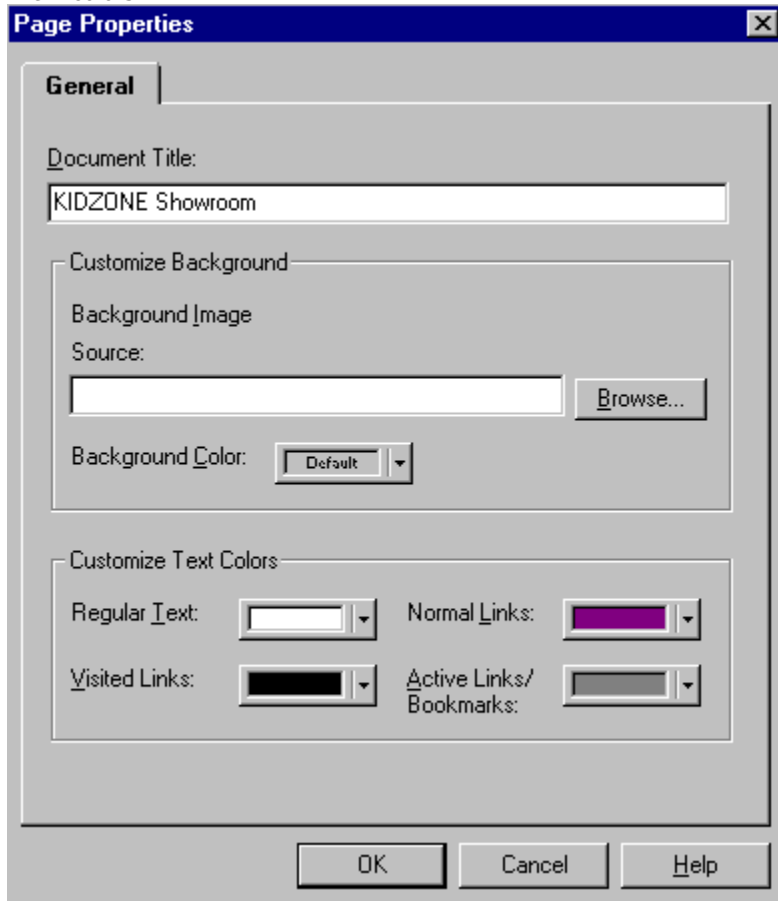 Page Properties
General
Document Title:
KIDZONE Showroom
Customize Background
Background Image
Source:
Browse...
Background Color: Default
Customize Text Colors
Regular Text: Normal Links:
Visited Links: Active Links/
Bookmarks:
OK Cancel Help